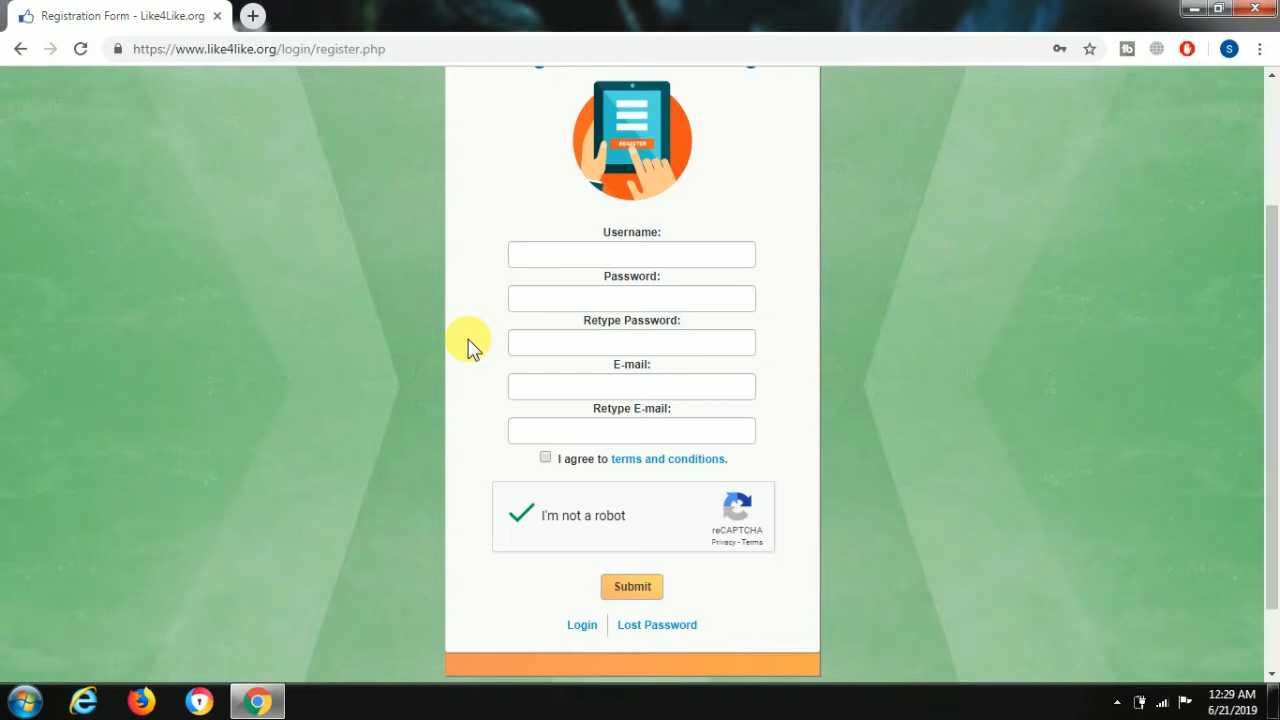 Registration Form - Like4Like.org
https://www.like4like.org/login/register.php
REGISTER
Username:
Password:
Retype Password:
E-mail:
Retype E-mail:
I agree to terms and conditions.
I'm not a robot
reCAPTCHA
Privacy - Terms
Submit
Login
Lost Password
12:29 AM
6/21/2019